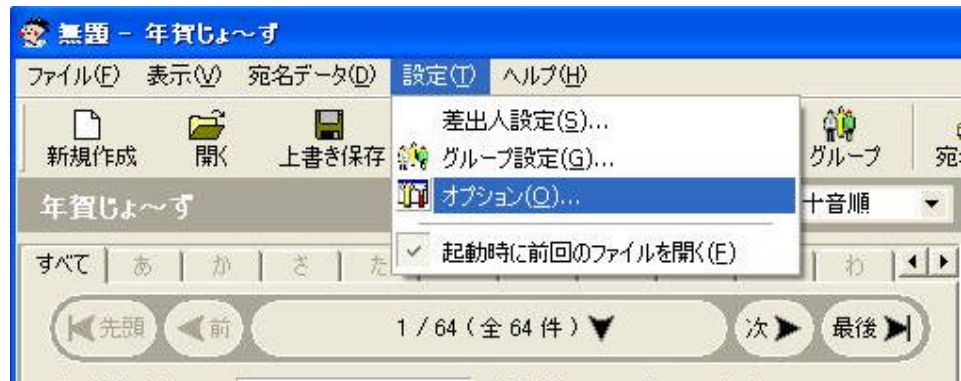 無題 - 年賀じょ～ず
ファイル(F) 表示(V) 宛名データ(D) 設定(T) ヘルプ(H)
新規作成 開く 上書き保存 グループ
差出人設定(S)...
グループ設定(G)...
オプション(O)...
起動時に前回のファイルを開く(F)
年賀じょ～ず 十音順
すべて あ か さ た わ
先頭 前 1 / 64 ( 全 64 件 ) 次 最後